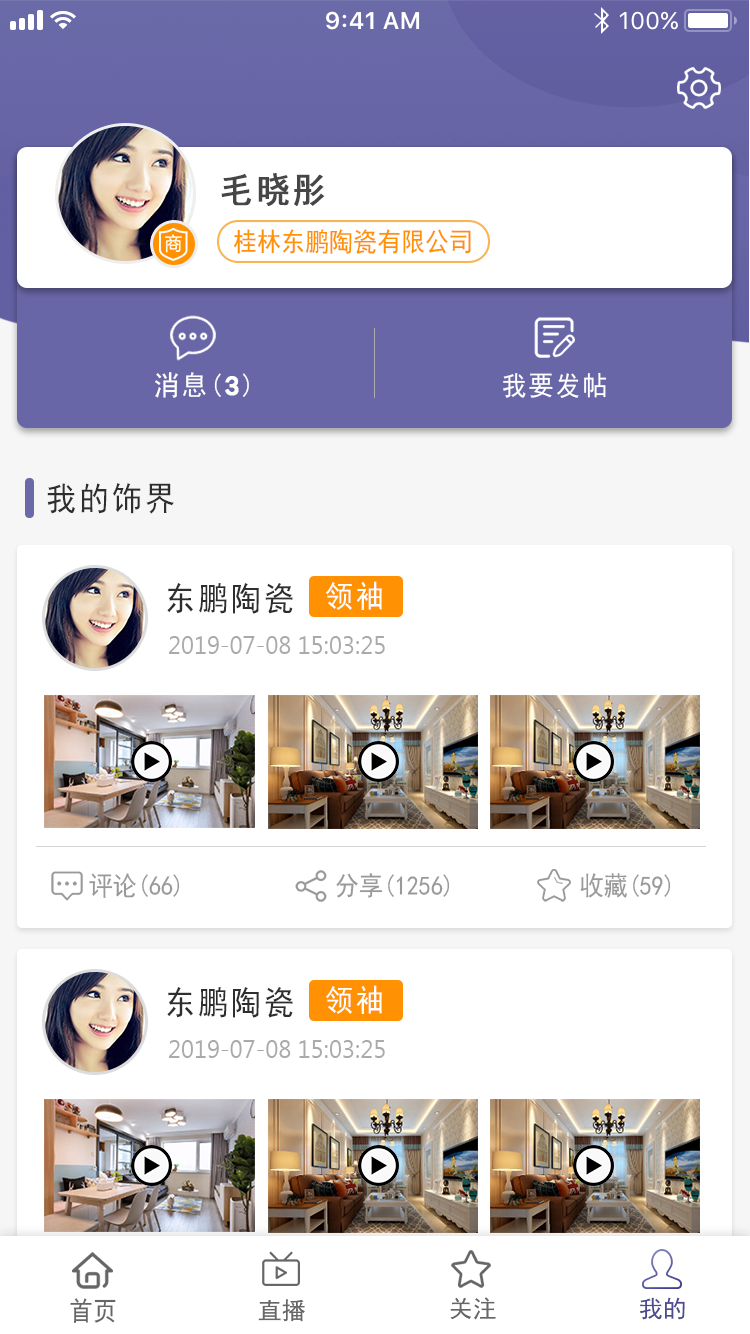 9:41 AM 100%
毛晓彤
商 桂林东鹏陶瓷有限公司
消息(3) 我要发帖
我的饰界
东鹏陶瓷 领袖
2019-07-08 15:03:25
评论(66) 分享(1256) 收藏(59)
东鹏陶瓷 领袖
2019-07-08 15:03:25
首页 直播 关注 我的